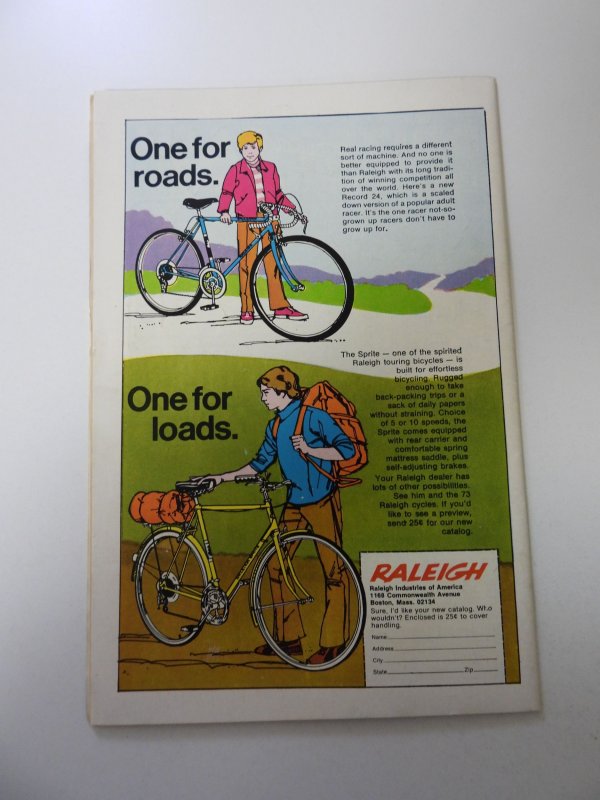 One for
roads.
Real racing requires a different
sort of machine. And no one is
better equipped to provide it
than Raleigh with its long tradi-
tion of winning competition all
over the world. Here's a new
Record 24, which is a scaled
down version of a popular adult
racer. It's the one racer not-so-
grown up racers don't have to
grow up for.
The Sprite — one of the spirited
Raleigh touring bicycles — is
built for effortless
bicycling. Rugged
enough to take
back-packing trips or a
sack of daily papers
without straining. Choice
of 5 or 10 speeds, the
Sprite comes equipped
with rear carrier and
comfortable spring
mattress saddle, plus
self-adjusting brakes.
Your Raleigh dealer has
lots of other possibilities.
See him and the 73
Raleigh cycles. If you'd
like to see a preview,
send 25¢ for our new
catalog.
One for
loads.
RALEIGH
Raleigh Industries of America
1169 Commonwealth Avenue
Boston, Mass. 02134
Sure, I'd like your new catalog. Who
wouldn't? Enclosed is 25¢ to cover
handling.
Name
Address
City
State Zip